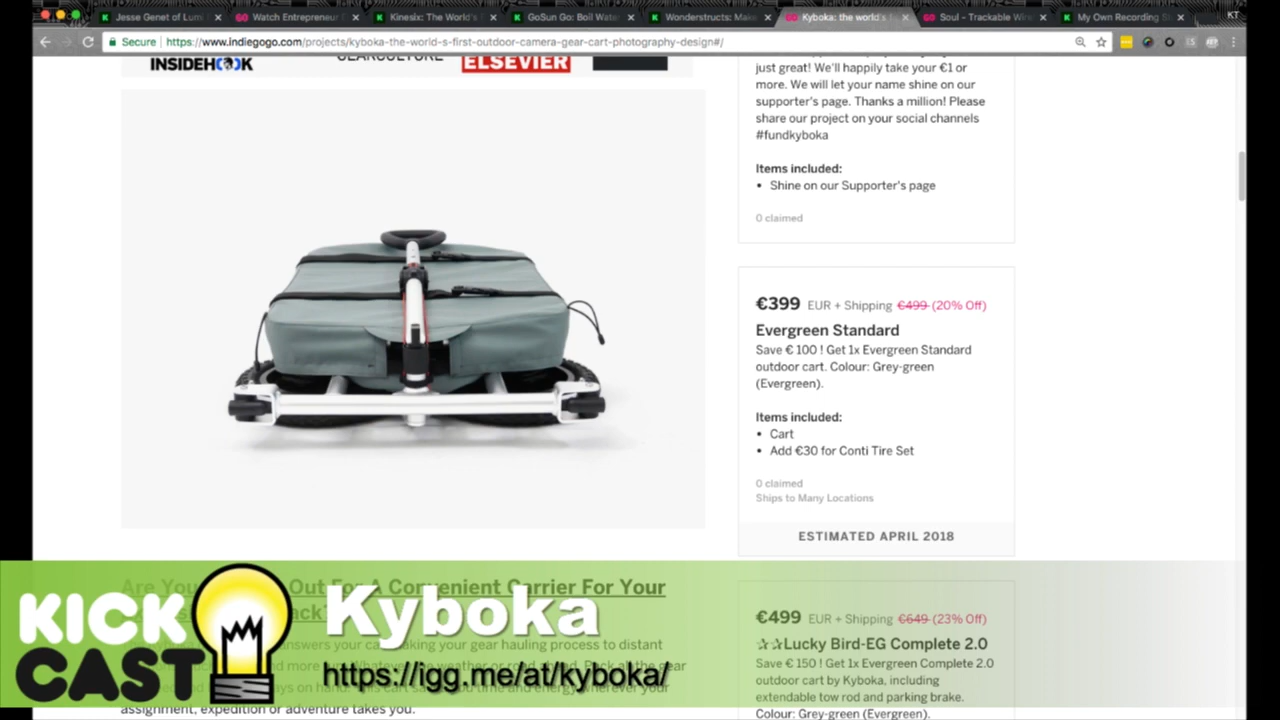 Jesse Genet of Lumi
Watch Entrepreneur
Kinesix: The World's
GoSun Go: Boil Wate
Wonderstructs: Make
Kyboka: the world's
Soul - Trackable Wir
My Own Recording S
KT
Secure
https://www.indiegogo.com/projects/kyboka-the-world-s-first-outdoor-camera-gear-cart-photography-design#/
INSIDEHOOK
GEARCULTURE
ELSEVIER
just great! We'll happily take your €1 or
more. We will let your name shine on our
supporter's page. Thanks a million! Please
share our project on your social channels
#fundkyboka
Items included:
• Shine on our Supporter's page
0 claimed
€399 EUR + Shipping €499 (20% Off)
Evergreen Standard
Save € 100 ! Get 1x Evergreen Standard
outdoor cart. Colour: Grey-green
(Evergreen).
Items included:
• Cart
• Add €30 for Conti Tire Set
0 claimed
Ships to Many Locations
ESTIMATED APRIL 2018
Are You Out For A Convenient Carrier For Your
answers your making your gear hauling process to distant
assignment, expedition or adventure takes you.
€499 EUR + Shipping €649 (23% Off)
☆☆Lucky Bird-EG Complete 2.0
Save € 150 ! Get 1x Evergreen Complete 2.0
outdoor cart by Kyboka, including
extendable tow rod and parking brake.
Colour: Grey-green (Evergreen).
KICK
CAST
Kyboka
https://igg.me/at/kyboka/